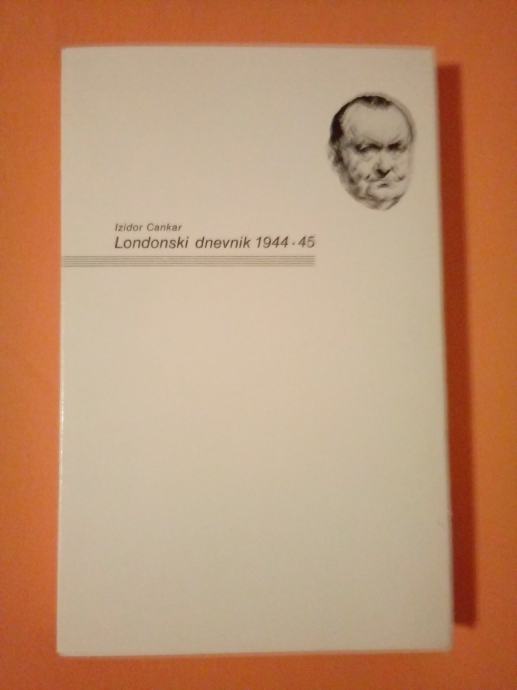 Izidor Cankar
Londonski dnevnik 1944 · 45